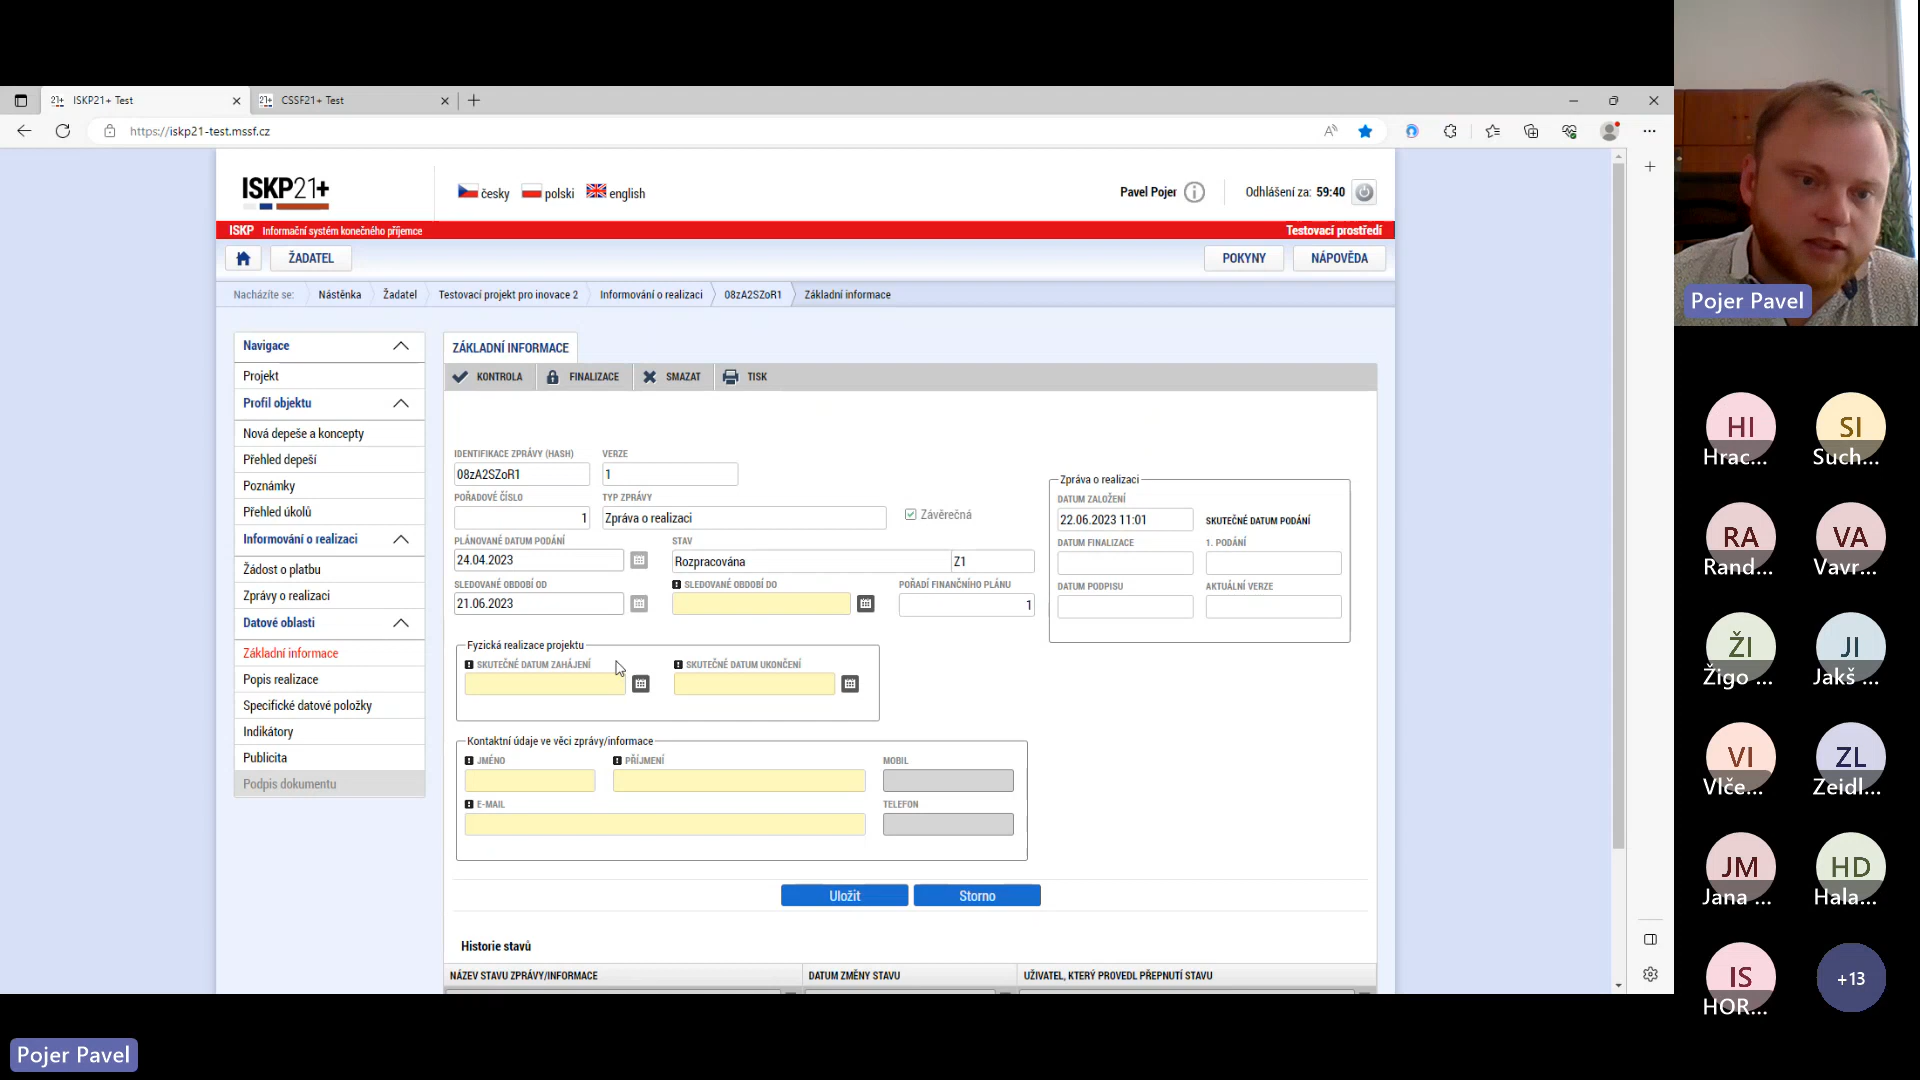 21+ ISKP21+ Test
21+ CSSF21+ Test
https://iskp21-test.mssf.cz
ISKP21+
česky polski english
Pavel Pojer
Odhlášení za: 59:40
ISKP Informační systém konečného příjemce
Testovací prostředí
ŽADATEL
POKYNY
NÁPOVĚDA
Nacházíte se: Nástěnka Žadatel Testovací projekt pro inovace 2 Informování o realizaci 08zA2SZoR1 Základní informace
Navigace
Projekt
Profil objektu
Nová depeše a koncepty
Přehled depeší
Poznámky
Přehled úkolů
Informování o realizaci
Žádost o platbu
Zprávy o realizaci
Datové oblasti
Základní informace
Popis realizace
Specifické datové položky
Indikátory
Publicita
Podpis dokumentu
ZÁKLADNÍ INFORMACE
KONTROLA FINALIZACE SMAZAT TISK
IDENTIFIKACE ZPRÁVY (HASH) VERZE
08zA2SZoR1 1
POŘADOVÉ ČÍSLO TYP ZPRÁVY
1 Zpráva o realizaci Závěrečná
PLÁNOVANÉ DATUM PODÁNÍ STAV
24.04.2023 Rozpracována Z1
SLEDOVANÉ OBDOBÍ OD SLEDOVANÉ OBDOBÍ DO POŘADÍ FINANČNÍHO PLÁNU
21.06.2023 1
Zpráva o realizaci
DATUM ZALOŽENÍ
22.06.2023 11:01 SKUTEČNÉ DATUM PODÁNÍ
DATUM FINALIZACE 1. PODÁNÍ
DATUM PODPISU AKTUÁLNÍ VERZE
Fyzická realizace projektu
SKUTEČNÉ DATUM ZAHÁJENÍ SKUTEČNÉ DATUM UKONČENÍ
Kontaktní údaje ve věci zprávy/informace
JMÉNO PŘÍJMENÍ MOBIL
E-MAIL TELEFON
Uložit Storno
Historie stavů
NÁZEV STAVU ZPRÁVY/INFORMACE DATUM ZMĚNY STAVU UŽIVATEL, KTERÝ PROVEDL PŘEPNUTÍ STAVU
Pojer Pavel
HI SI
Hrac... Such...
RA VA
Rand... Vavr...
ŽI JI
Žigo ... Jakš ...
VI ZL
Vlče... Zeidl...
JM HD
Jana ... Hala...
IS +13
HOR...
Pojer Pavel